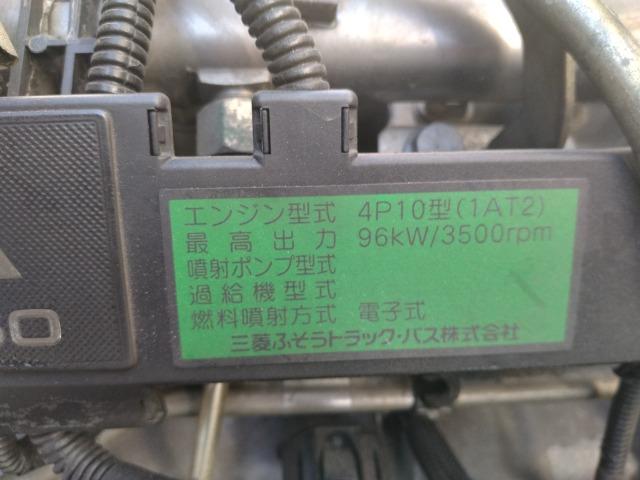 エンジン型式 4P10型(1AT2)
最高出力 96kW/3500rpm
噴射ポンプ型式
過給機型式
燃料噴射方式 電子式
三菱ふそうトラック・バス株式会社